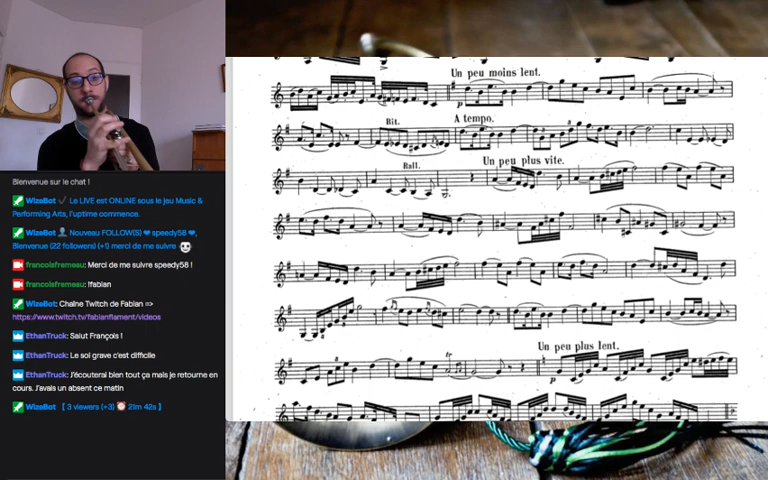 Un peu moins lent.
p
Rit.
A tempo.
Rall.
Un peu plus vite.
Un peu plus lent.
p
Bienvenue sur le chat !
WizeBot ✔ Le LIVE est ONLINE sous le jeu Music &
Performing Arts, l'uptime commence.
WizeBot Nouveau FOLLOW(S) ❤ speedy58 ❤,
Bienvenue (22 followers) (+1) merci de me suivre
francoisfremeau: Merci de me suivre speedy58 !
francoisfremeau: !fabian
WizeBot: Chaîne Twitch de Fabian =>
https://www.twitch.tv/fabianflament/videos
EthanTruck: Salut François !
EthanTruck: Le sol grave c'est difficile
EthanTruck: J'écouterai bien tout ça mais je retourne en
cours. J'avais un absent ce matin
WizeBot [ 3 viewers (+3) ⏰ 21m 42s ]